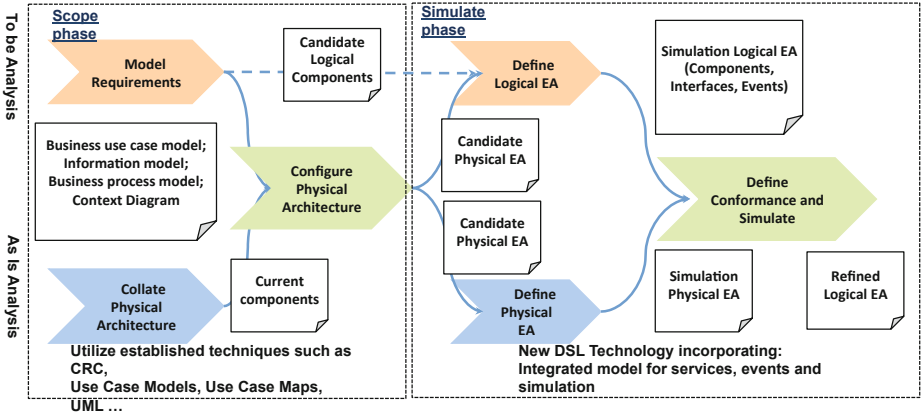 To be Analysis
As Is Analysis
Scope
phase
Model
Requirements
Candidate
Logical
Components
Business use case model;
Information model;
Business process model;
Context Diagram
Configure
Physical
Architecture
Collate
Physical
Architecture
Current
components
Utilize established techniques such as
CRC,
Use Case Models, Use Case Maps,
UML ...
Simulate
phase
Define
Logical EA
Simulation Logical EA
(Components,
Interfaces, Events)
Candidate
Physical EA
Candidate
Physical EA
Define
Conformance and
Simulate
Define
Physical
EA
Simulation
Physical EA
Refined
Logical EA
New DSL Technology incorporating:
Integrated model for services, events and
simulation